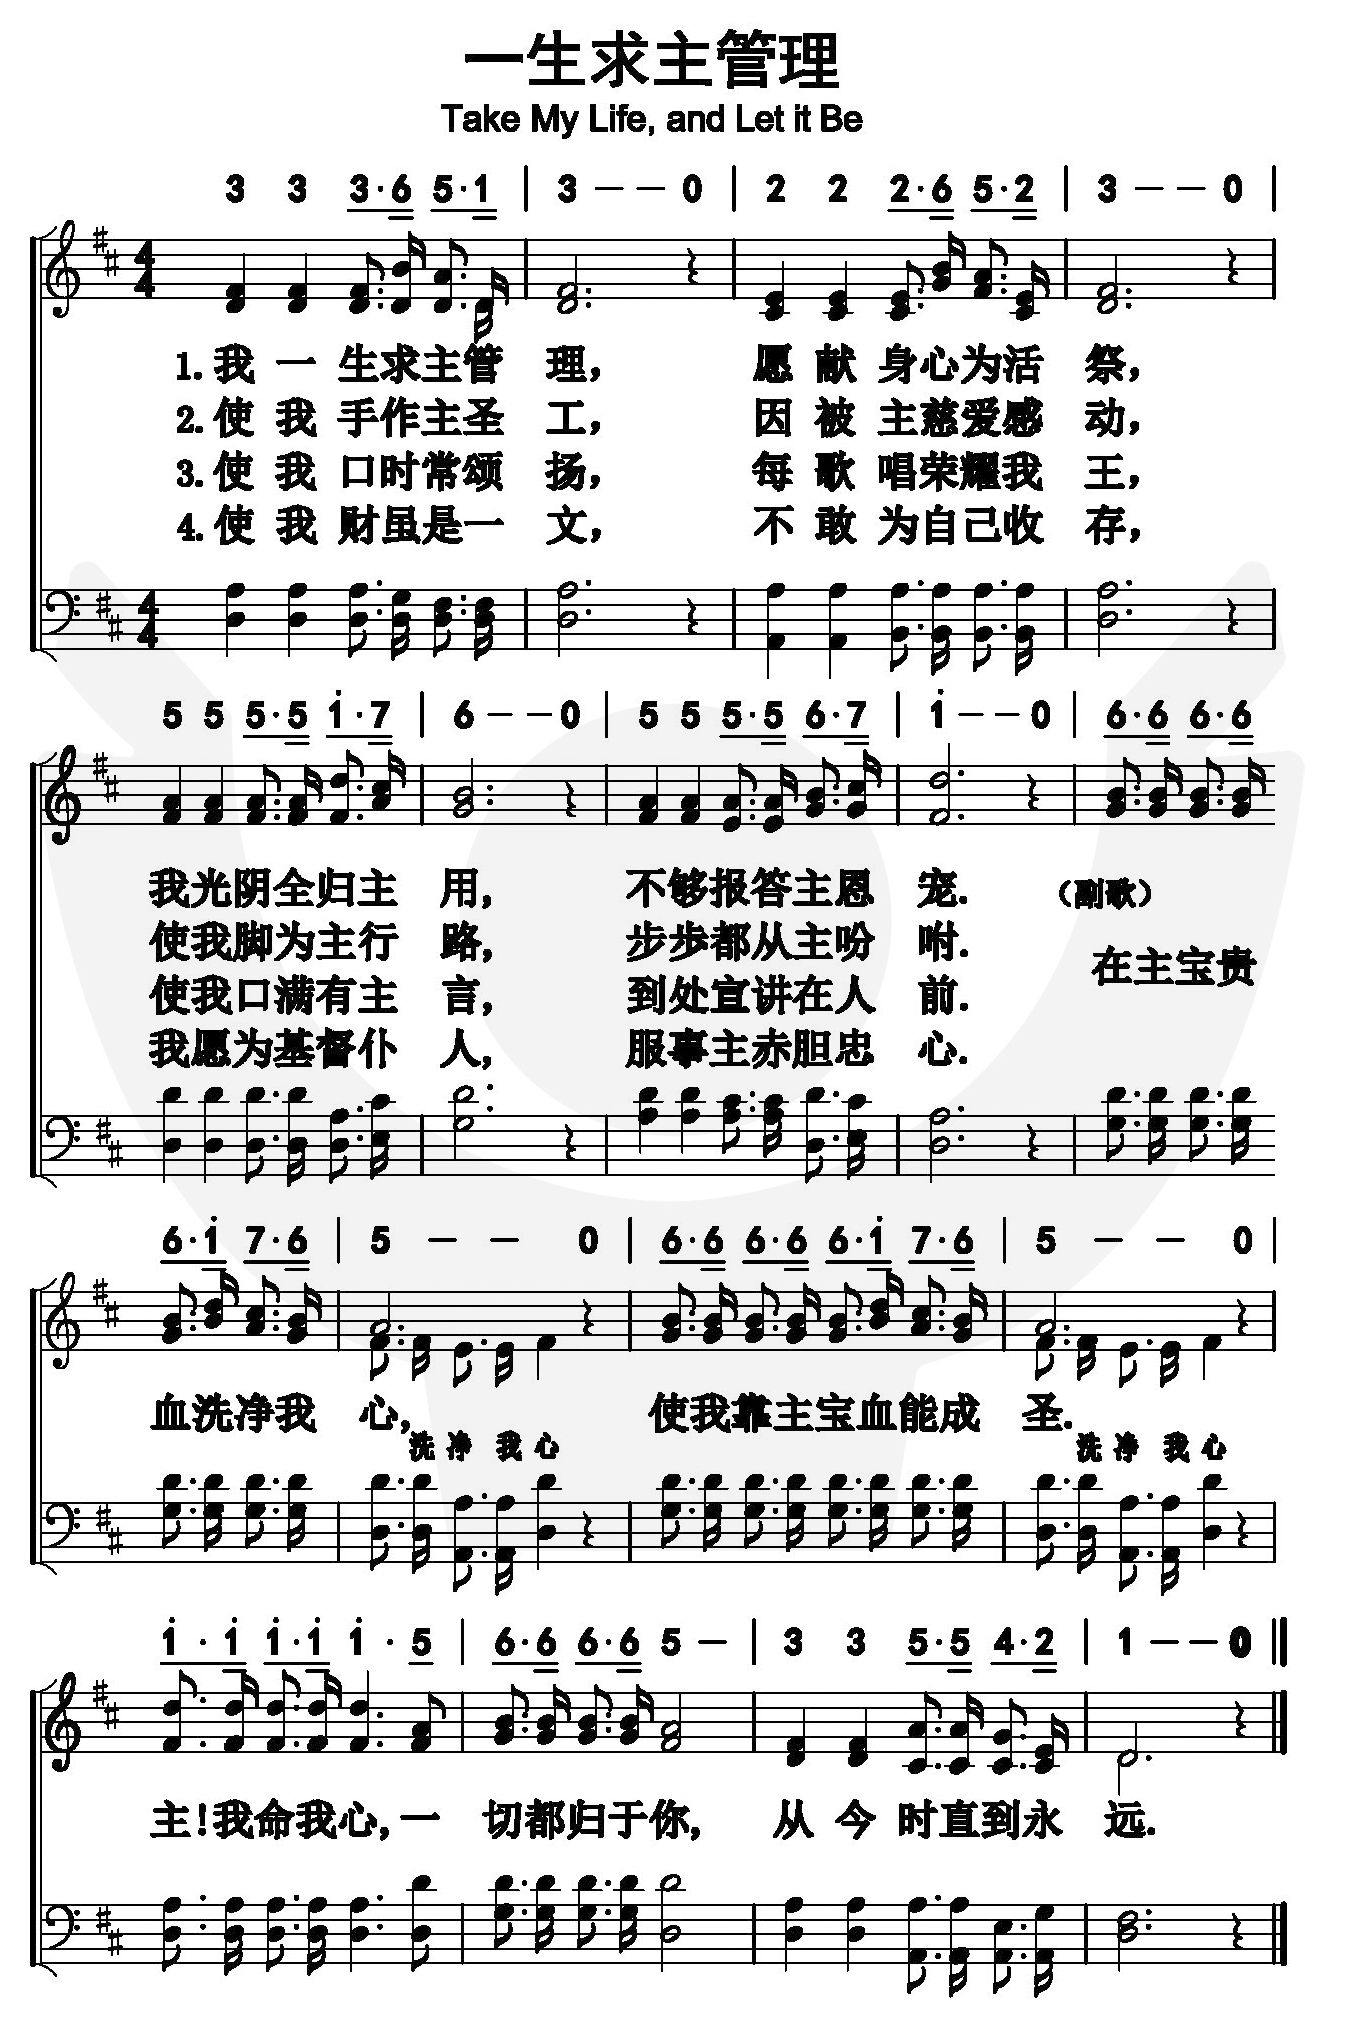 一生求主管理
Take My Life, and Let it Be
3 3 3·6 5·1 | 3 — — 0 | 2 2 2·6 5·2 | 3 — — 0 |
1.我一生求主管理， 愿献身心为活祭，
2.使我手作主圣工， 因被主慈爱感动，
3.使我口时常颂扬， 每歌唱荣耀我王，
4.使我财虽是一文， 不敢为自己收存，
5 5 5·5 i·7 | 6 — — 0 | 5 5 5·5 6·7 | i — — 0 | 6·6 6·6
我光阴全归主用, 不够报答主恩宠. （副歌）
使我脚为主行路, 步步都从主吩咐.
在主宝贵
使我口满有主言, 到处宣讲在人前.
我愿为基督仆人, 服事主赤胆忠心.
6·i 7·6 | 5 — — 0 | 6·6 6·6 6·i 7·6 | 5 — — 0 |
血洗净我心, 使我靠主宝血能成圣.
洗净我心 洗净我心
i·i i·i i·5 | 6·6 6·6 5 — | 3 3 5·5 4·2 | 1 — — 0
主!我命我心,一切都归于你, 从今时直到永远.